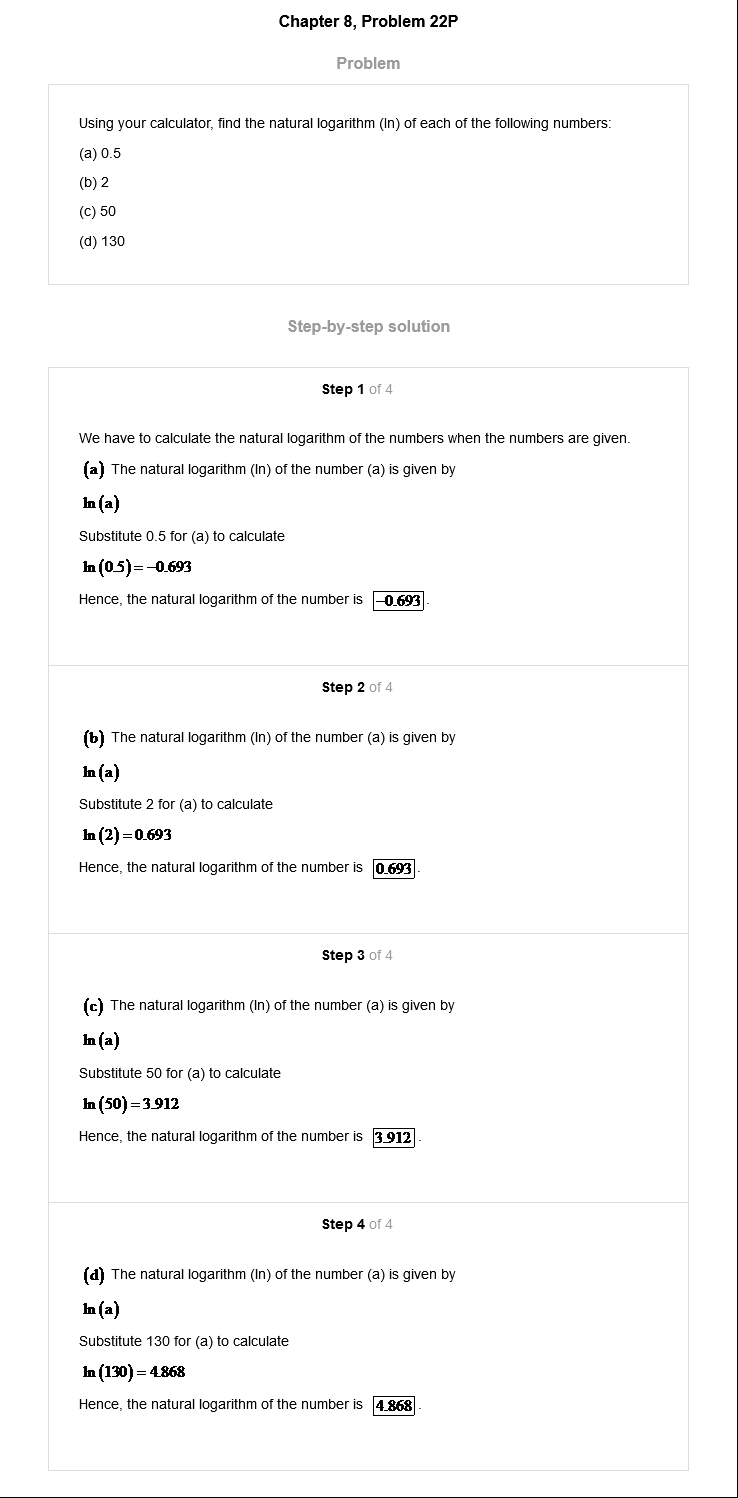 Chapter 8, Problem 22P
Problem
Using your calculator, find the natural logarithm (ln) of each of the following numbers:
(a) 0.5
(b) 2
(c) 50
(d) 130
Step-by-step solution
Step 1 of 4
We have to calculate the natural logarithm of the numbers when the numbers are given.
(a) The natural logarithm (ln) of the number (a) is given by
ln(a)
Substitute 0.5 for (a) to calculate
ln(0.5)=−0.693
Hence, the natural logarithm of the number is −0.693.
Step 2 of 4
(b) The natural logarithm (ln) of the number (a) is given by
ln(a)
Substitute 2 for (a) to calculate
ln(2)=0.693
Hence, the natural logarithm of the number is 0.693.
Step 3 of 4
(c) The natural logarithm (ln) of the number (a) is given by
ln(a)
Substitute 50 for (a) to calculate
ln(50)=3.912
Hence, the natural logarithm of the number is 3.912.
Step 4 of 4
(d) The natural logarithm (ln) of the number (a) is given by
ln(a)
Substitute 130 for (a) to calculate
ln(130)=4.868
Hence, the natural logarithm of the number is 4.868.